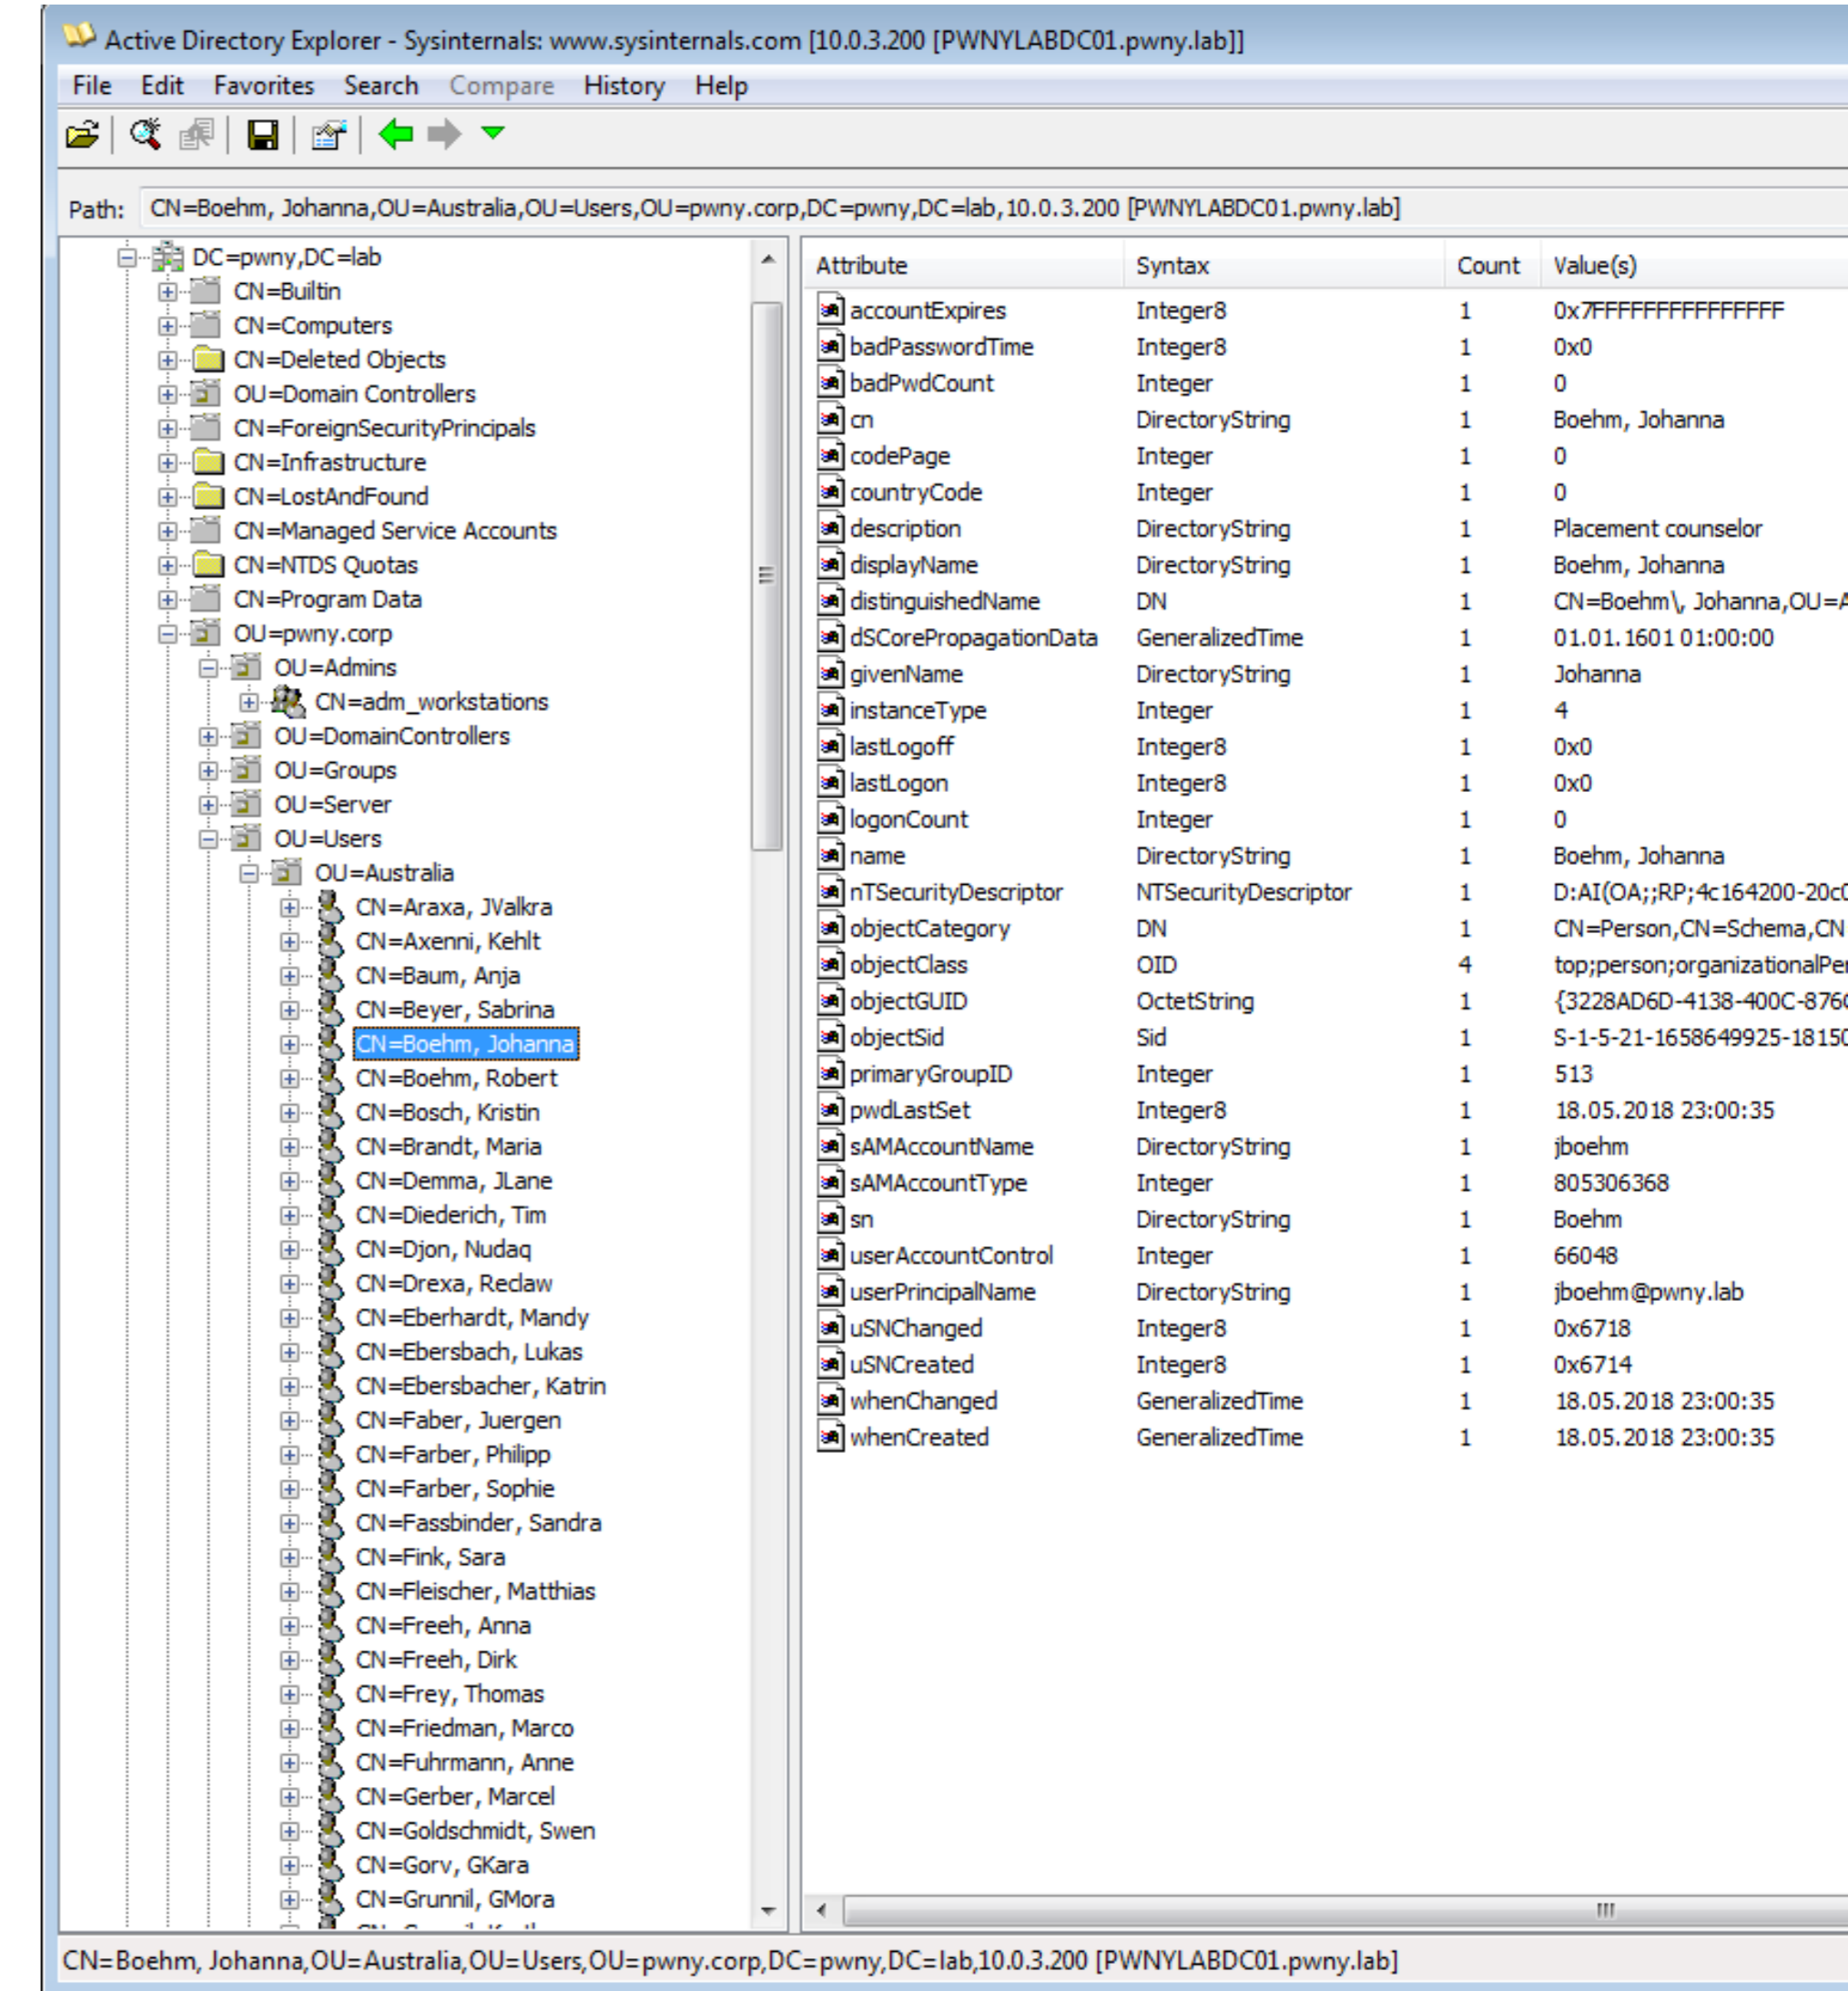 Active Directory Explorer - Sysinternals: www.sysinternals.com [10.0.3.200 [PWNYLABDC01.pwny.lab]]
File Edit Favorites Search Compare History Help
Path: CN=Boehm, Johanna,OU=Australia,OU=Users,OU=pwny.corp,DC=pwny,DC=lab,10.0.3.200 [PWNYLABDC01.pwny.lab]
DC=pwny,DC=lab
CN=Builtin
CN=Computers
CN=Deleted Objects
OU=Domain Controllers
CN=ForeignSecurityPrincipals
CN=Infrastructure
CN=LostAndFound
CN=Managed Service Accounts
CN=NTDS Quotas
CN=Program Data
OU=pwny.corp
OU=Admins
CN=adm_workstations
OU=DomainControllers
OU=Groups
OU=Server
OU=Users
OU=Australia
CN=Araxa, JValkra
CN=Axenni, Kehlt
CN=Baum, Anja
CN=Beyer, Sabrina
CN=Boehm, Johanna
CN=Boehm, Robert
CN=Bosch, Kristin
CN=Brandt, Maria
CN=Demma, JLane
CN=Diederich, Tim
CN=Djon, Nudaq
CN=Drexa, Reclaw
CN=Eberhardt, Mandy
CN=Ebersbach, Lukas
CN=Ebersbacher, Katrin
CN=Faber, Juergen
CN=Farber, Philipp
CN=Farber, Sophie
CN=Fassbinder, Sandra
CN=Fink, Sara
CN=Fleischer, Matthias
CN=Freeh, Anna
CN=Freeh, Dirk
CN=Frey, Thomas
CN=Friedman, Marco
CN=Fuhrmann, Anne
CN=Gerber, Marcel
CN=Goldschmidt, Swen
CN=Gorv, GKara
CN=Grunnil, GMora
Attribute Syntax Count Value(s)
accountExpires Integer8 1 0x7FFFFFFFFFFFFFFF
badPasswordTime Integer8 1 0x0
badPwdCount Integer 1 0
cn DirectoryString 1 Boehm, Johanna
codePage Integer 1 0
countryCode Integer 1 0
description DirectoryString 1 Placement counselor
displayName DirectoryString 1 Boehm, Johanna
distinguishedName DN 1 CN=Boehm\, Johanna,OU=A
dSCorePropagationData GeneralizedTime 1 01.01.1601 01:00:00
givenName DirectoryString 1 Johanna
instanceType Integer 1 4
lastLogoff Integer8 1 0x0
lastLogon Integer8 1 0x0
logonCount Integer 1 0
name DirectoryString 1 Boehm, Johanna
nTSecurityDescriptor NTSecurityDescriptor 1 D:AI(OA;;RP;4c164200-20c0
objectCategory DN 1 CN=Person,CN=Schema,CN
objectClass OID 4 top;person;organizationalPer
objectGUID OctetString 1 {3228AD6D-4138-400C-876
objectSid Sid 1 S-1-5-21-1658649925-18150
primaryGroupID Integer 1 513
pwdLastSet Integer8 1 18.05.2018 23:00:35
sAMAccountName DirectoryString 1 jboehm
sAMAccountType Integer 1 805306368
sn DirectoryString 1 Boehm
userAccountControl Integer 1 66048
userPrincipalName DirectoryString 1 jboehm@pwny.lab
uSNChanged Integer8 1 0x6718
uSNCreated Integer8 1 0x6714
whenChanged GeneralizedTime 1 18.05.2018 23:00:35
whenCreated GeneralizedTime 1 18.05.2018 23:00:35
CN=Boehm, Johanna,OU=Australia,OU=Users,OU=pwny.corp,DC=pwny,DC=lab,10.0.3.200 [PWNYLABDC01.pwny.lab]